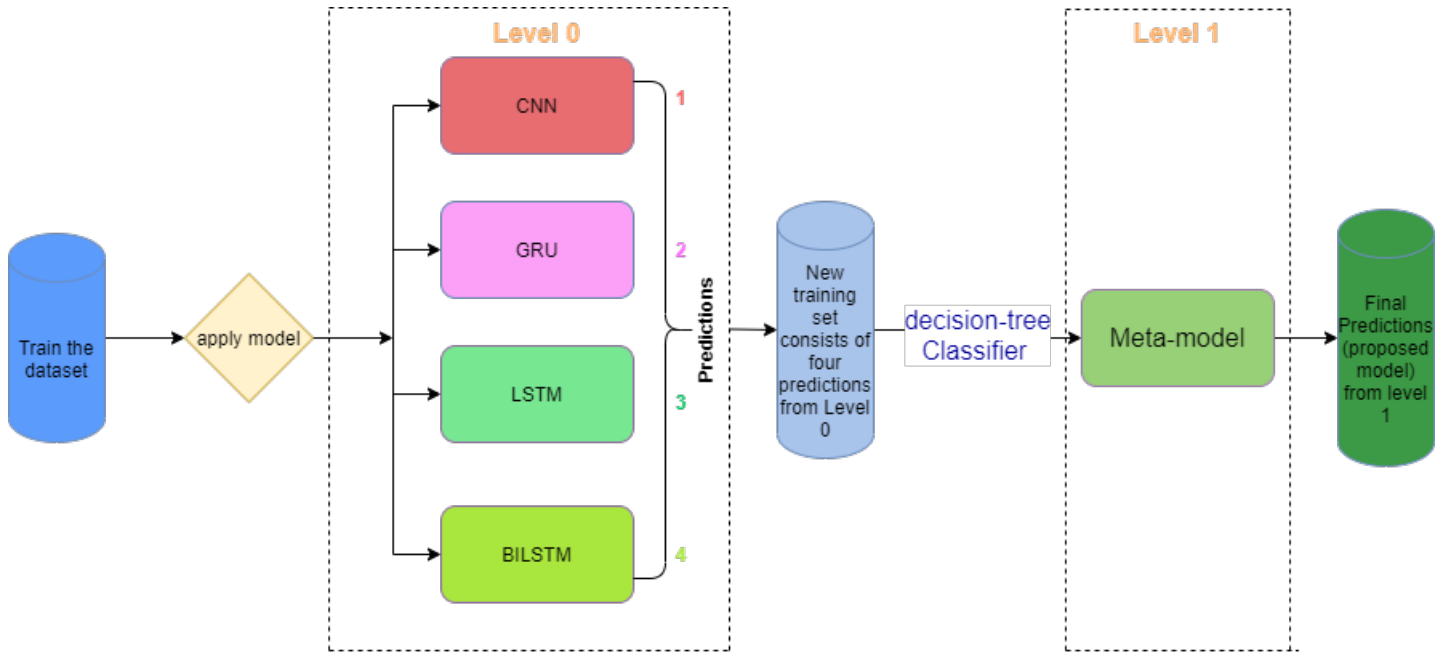 Level 0
Level 1
CNN
1
GRU
2
LSTM
3
BILSTM
4
Train the
dataset
apply model
Predictions
New
training
set
consists of
four
predictions
from Level
0
decision-tree
Classifier
Meta-model
Final
Predictions
(proposed
model)
from level
1